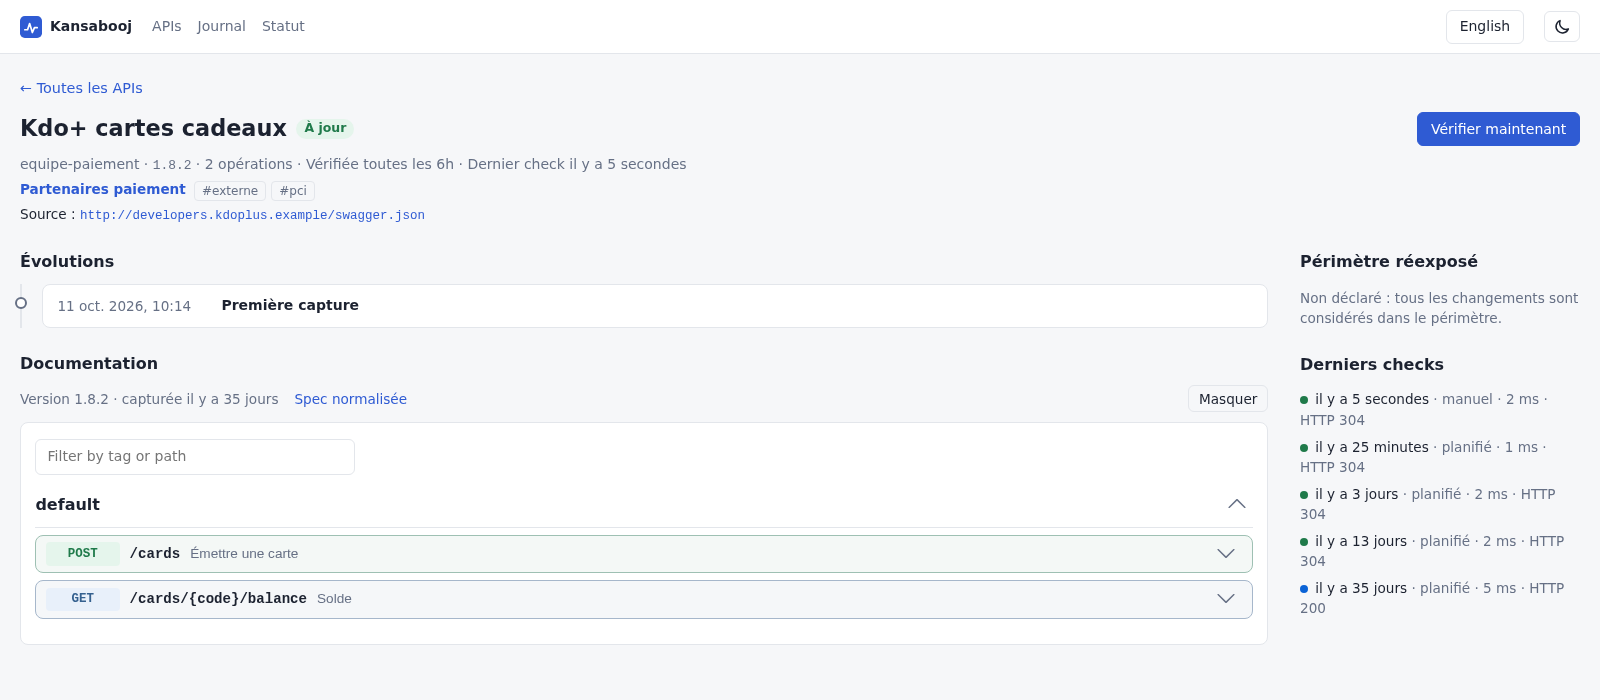 Kansabooj APIs Journal Statut English
← Toutes les APIs
Kdo+ cartes cadeaux À jour Vérifier maintenant
equipe-paiement · 1.8.2 · 2 opérations · Vérifiée toutes les 6h · Dernier check il y a 5 secondes
Partenaires paiement #externe #pci
Source : http://developers.kdoplus.example/swagger.json
Évolutions
11 oct. 2026, 10:14 Première capture
Documentation
Version 1.8.2 · capturée il y a 35 jours Spec normalisée Masquer
Filter by tag or path
default
POST /cards Émettre une carte
GET /cards/{code}/balance Solde
Périmètre réexposé
Non déclaré : tous les changements sont
considérés dans le périmètre.
Derniers checks
il y a 5 secondes · manuel · 2 ms ·
HTTP 304
il y a 25 minutes · planifié · 1 ms ·
HTTP 304
il y a 3 jours · planifié · 2 ms · HTTP
304
il y a 13 jours · planifié · 2 ms · HTTP
304
il y a 35 jours · planifié · 5 ms · HTTP
200